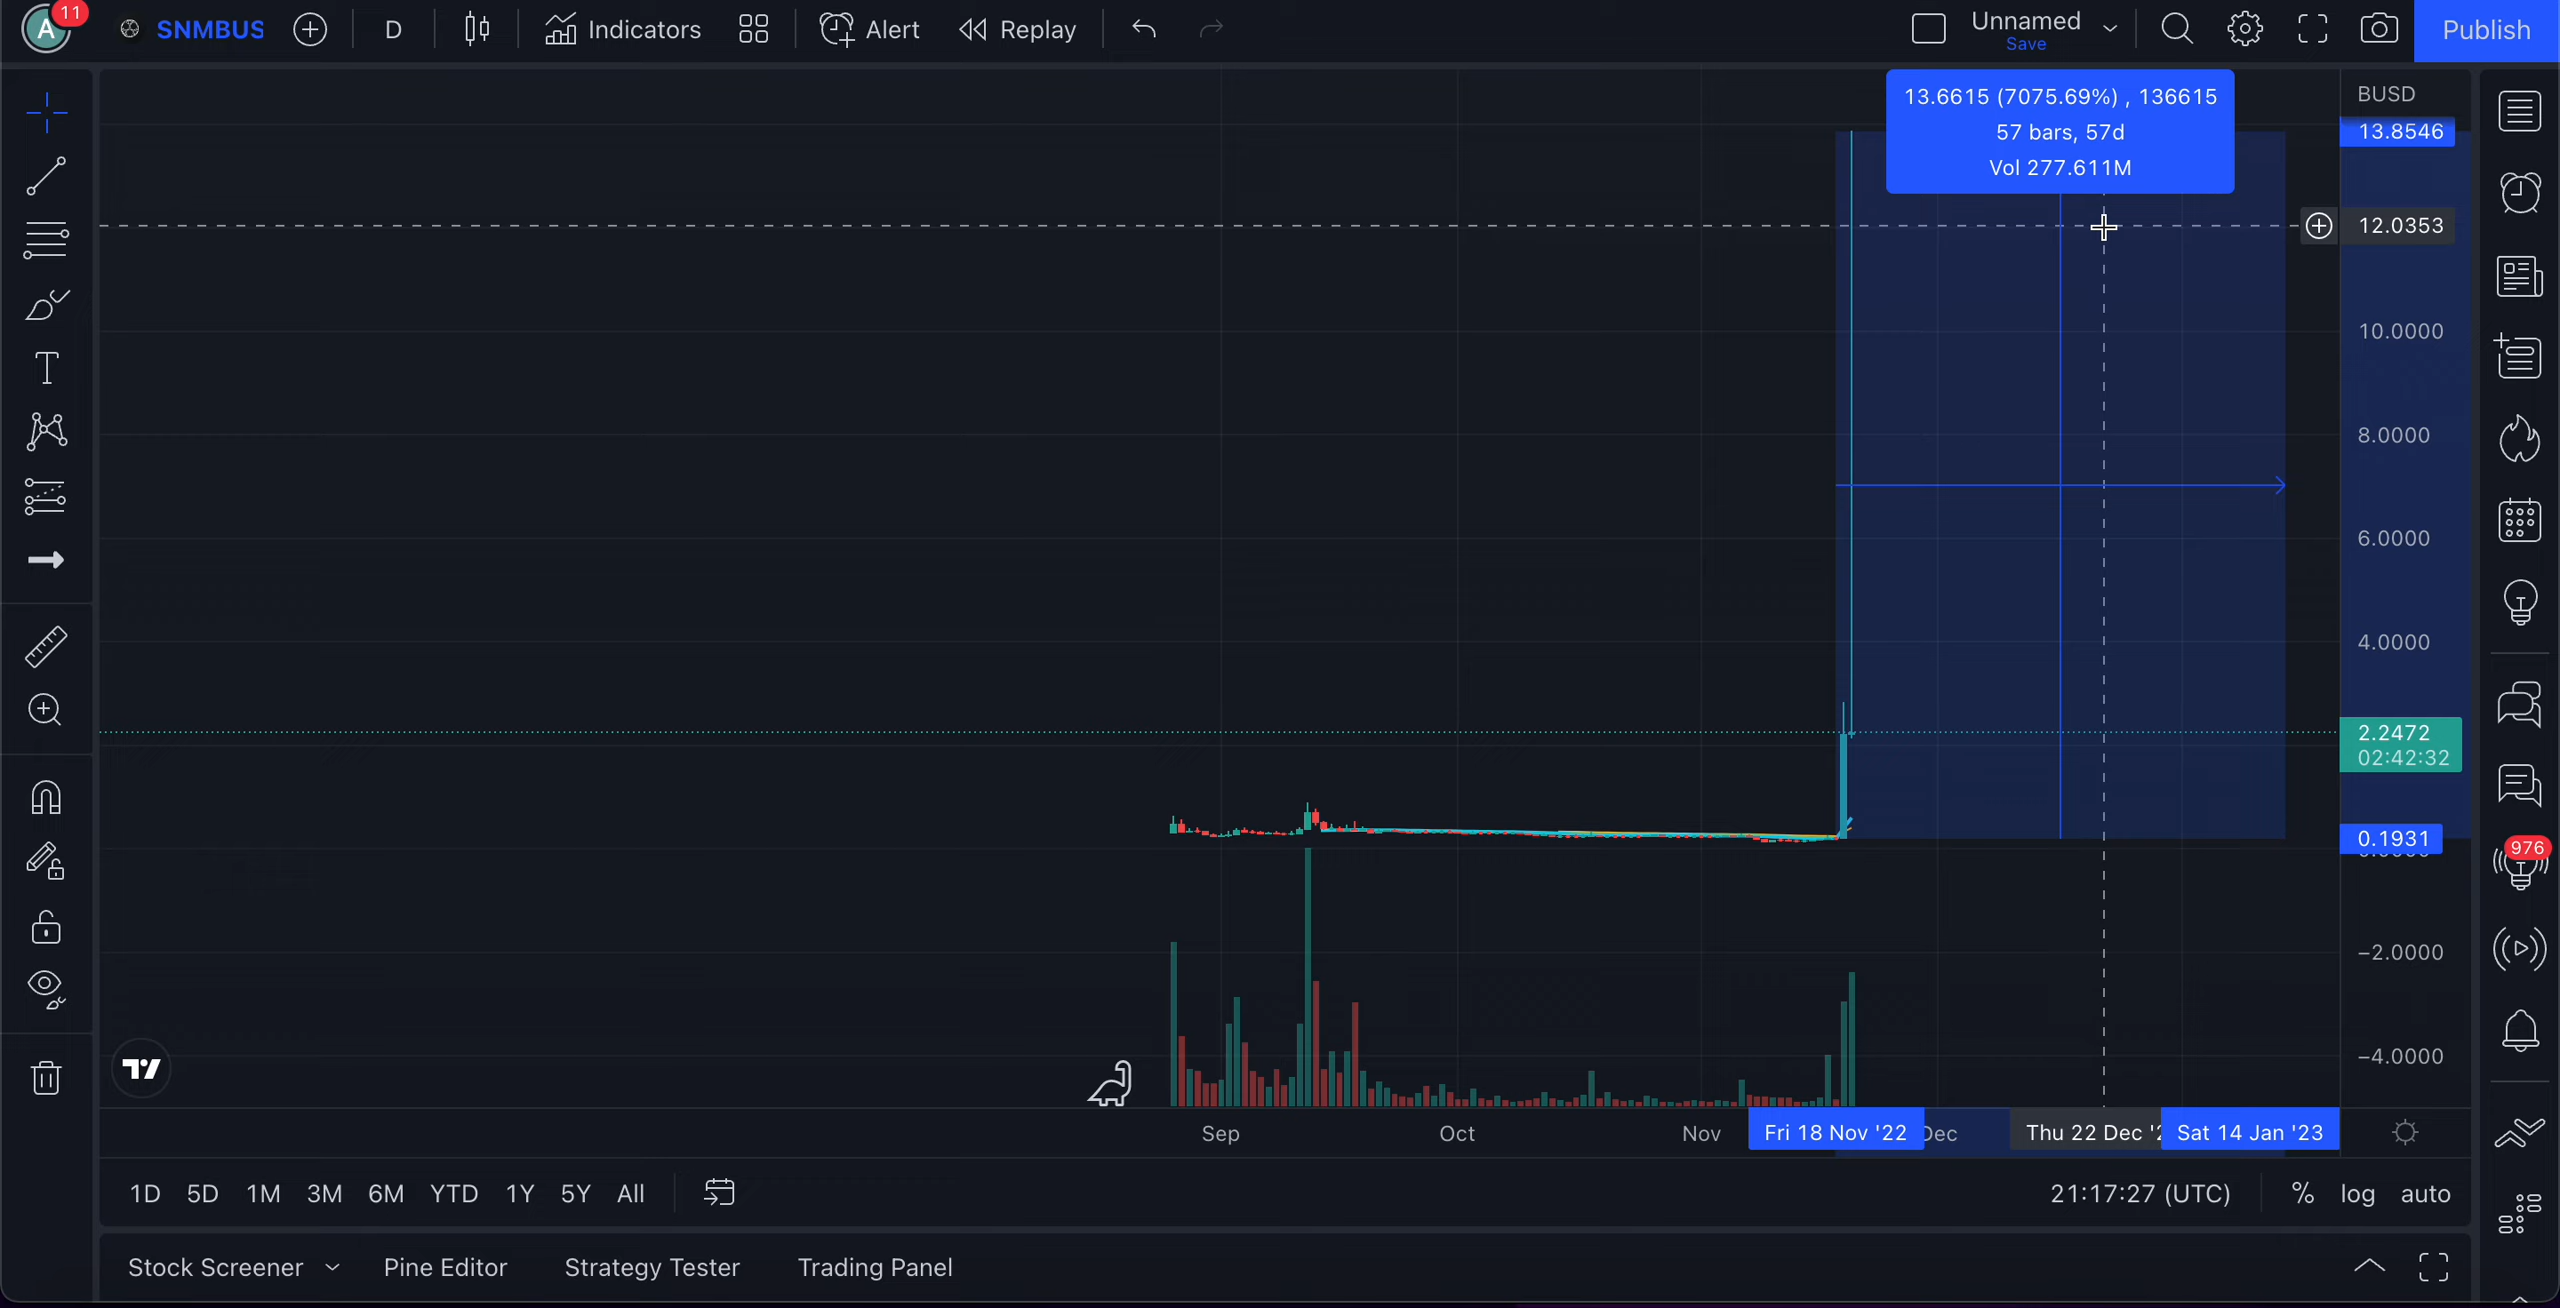 A 11 SNMBUS D Indicators Alert Replay Unnamed Publish
Save
BUSD
13.6615 (7075.69%) , 136615
57 bars, 57d
Vol 277.611M
13.8546
12.0353
10.0000
8.0000
6.0000
4.0000
2.2472
02:42:32
0.1931
976
−2.0000
−4.0000
Sep Oct Nov Fri 18 Nov '22 Dec Thu 22 Dec ' Sat 14 Jan '23
1D 5D 1M 3M 6M YTD 1Y 5Y All 21:17:27 (UTC) % log auto
Stock Screener Pine Editor Strategy Tester Trading Panel